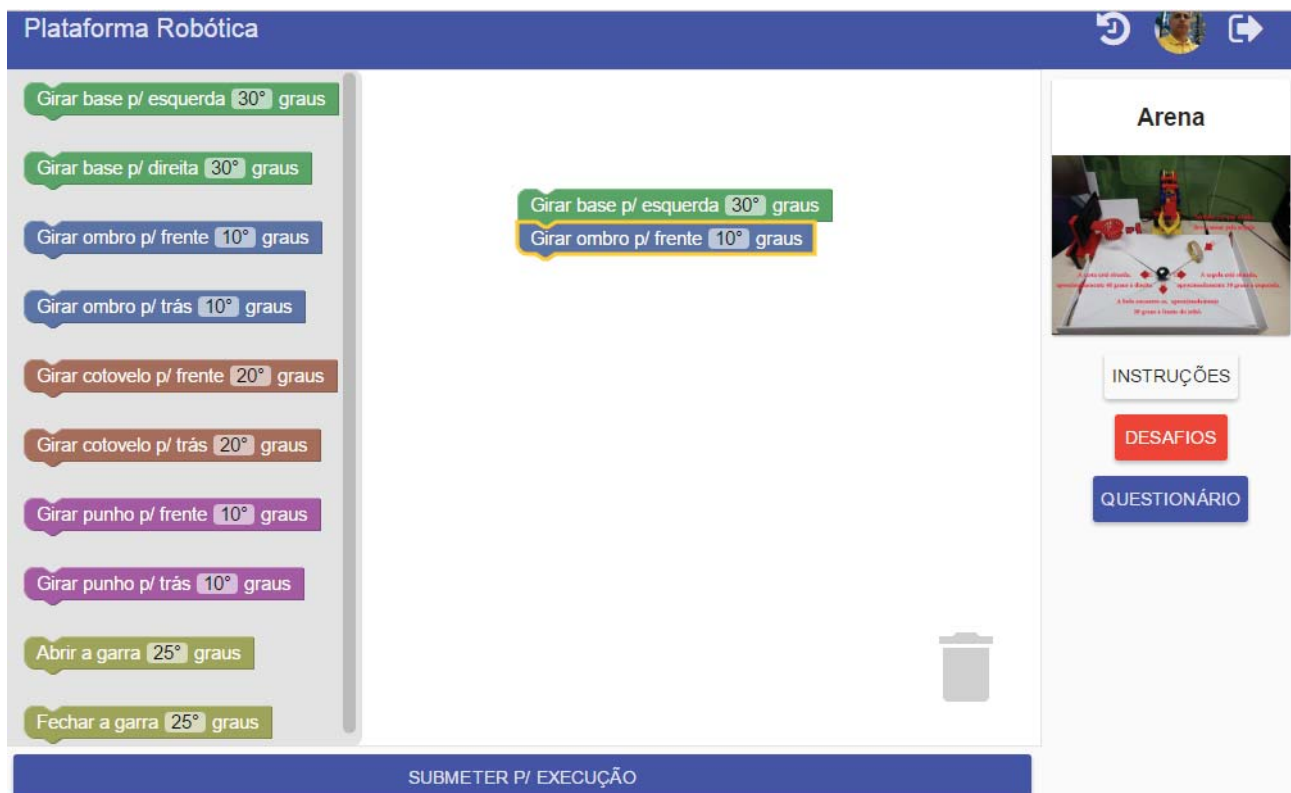 Plataforma Robótica
Girar base p/ esquerda 30° graus
Girar base p/ direita 30° graus
Girar ombro p/ frente 10° graus
Girar ombro p/ trás 10° graus
Girar cotovelo p/ frente 20° graus
Girar cotovelo p/ trás 20° graus
Girar punho p/ frente 10° graus
Girar punho p/ trás 10° graus
Abrir a garra 25° graus
Fechar a garra 25° graus
Girar base p/ esquerda 30° graus
Girar ombro p/ frente 10° graus
SUBMETER P/ EXECUÇÃO
Arena
INSTRUÇÕES
DESAFIOS
QUESTIONÁRIO